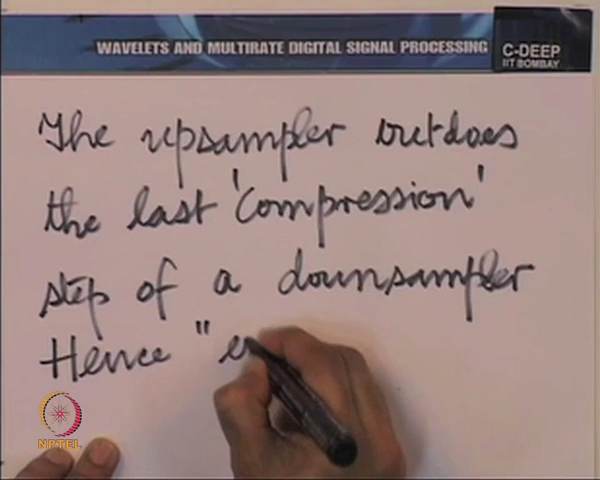 WAVELETS AND MULTIRATE DIGITAL SIGNAL PROCESSING
C-DEEP
IIT BOMBAY
The upsampler outdoes
the last 'compression'
step of a downsampler
Hence "e
NPTEL